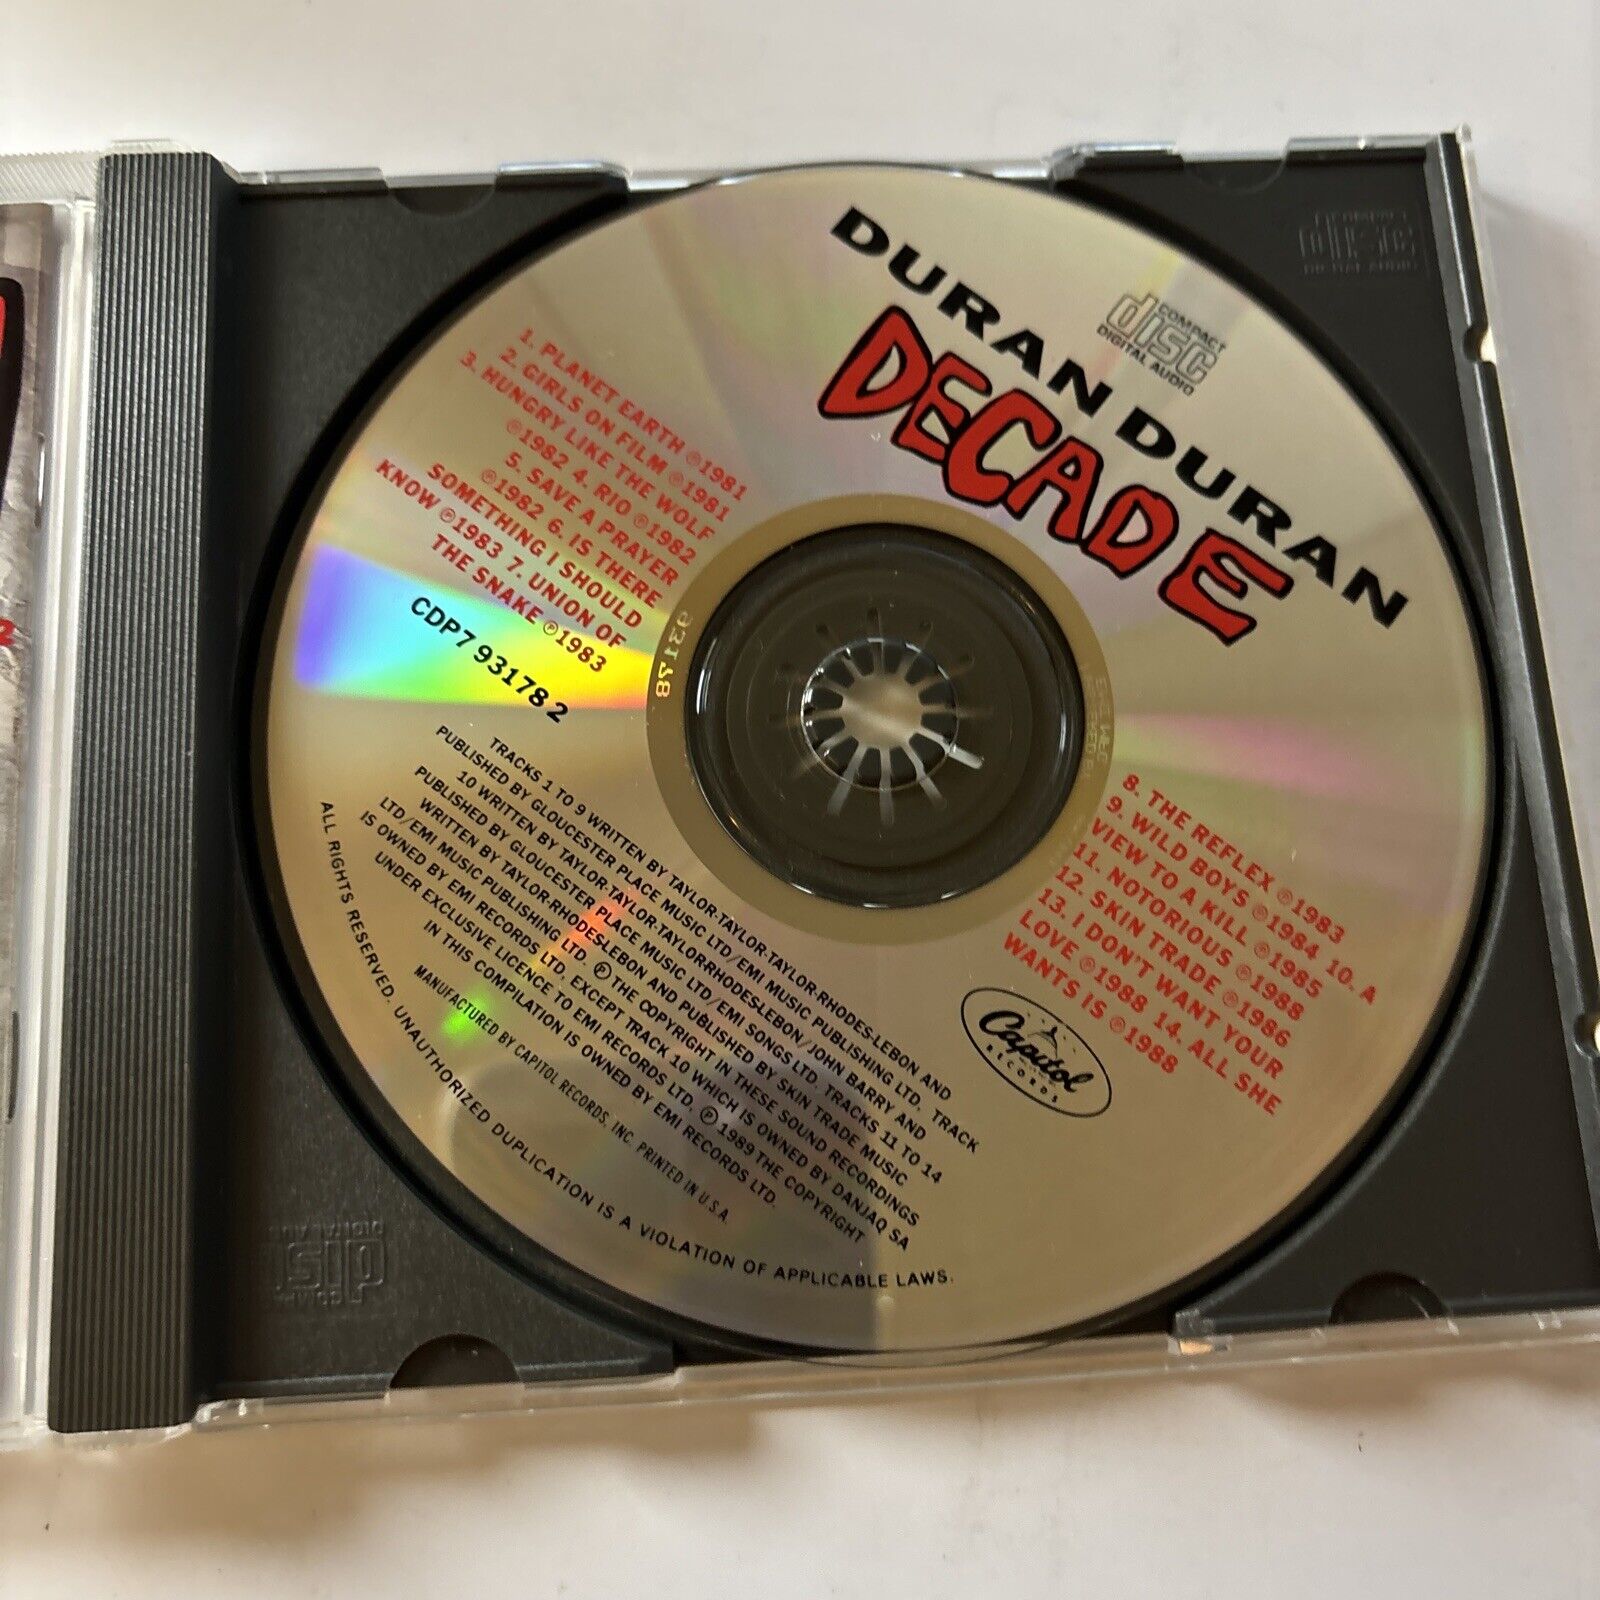 DURAN DURAN
DECADE
COMPACT
disc
DIGITAL AUDIO
COMPACT
disc
DIGITAL AUDIO
1. PLANET EARTH ℗1981
2. GIRLS ON FILM ℗1981
3. HUNGRY LIKE THE WOLF
℗1982 4. RIO ℗1982
5. SAVE A PRAYER
℗1982 6. IS THERE
SOMETHING I SHOULD
KNOW ℗1983 7. UNION OF
THE SNAKE ℗1983
CDP 7 93178 2
8. THE REFLEX ℗1983
9. WILD BOYS ℗1984 10. A
VIEW TO A KILL ℗1985
11. NOTORIOUS ℗1988
12. SKIN TRADE ℗1986
13. I DON'T WANT YOUR
LOVE ℗1988 14. ALL SHE
WANTS IS ℗1988
Capitol
RECORDS
TRACKS 1 TO 9 WRITTEN BY TAYLOR-TAYLOR-TAYLOR-RHODES-LEBON AND
PUBLISHED BY GLOUCESTER PLACE MUSIC LTD/EMI MUSIC PUBLISHING LTD. TRACK
10 WRITTEN BY TAYLOR-TAYLOR-TAYLOR-RHODES-LEBON/JOHN BARRY AND
PUBLISHED BY GLOUCESTER PLACE MUSIC LTD/EMI SONGS LTD. TRACKS 11 TO 14
WRITTEN BY TAYLOR-RHODES-LEBON AND PUBLISHED BY SKIN TRADE MUSIC
LTD/EMI MUSIC PUBLISHING LTD. ℗ THE COPYRIGHT IN THESE SOUND RECORDINGS
IS OWNED BY EMI RECORDS LTD, EXCEPT TRACK 10 WHICH IS OWNED BY DANJAQ SA
UNDER EXCLUSIVE LICENCE TO EMI RECORDS LTD. ℗ 1989 THE COPYRIGHT
IN THIS COMPILATION IS OWNED BY EMI RECORDS LTD.
MANUFACTURED BY CAPITOL RECORDS, INC. PRINTED IN U.S.A.
ALL RIGHTS RESERVED. UNAUTHORIZED DUPLICATION IS A VIOLATION OF APPLICABLE LAWS.